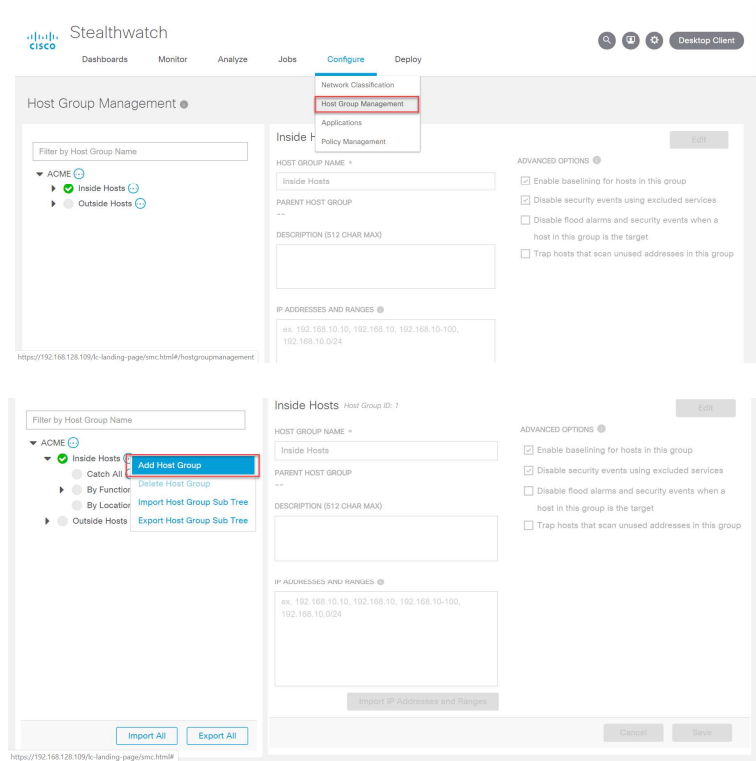 CISCO
Stealthwatch
Desktop Client
Dashboards Monitor Analyze Jobs Configure Deploy
Network Classification
Host Group Management
Applications
Policy Management
Host Group Management
Filter by Host Group Name
ACME
Inside Hosts
Outside Hosts
Inside H
Edit
HOST GROUP NAME *
Inside Hosts
PARENT HOST GROUP
--
DESCRIPTION (512 CHAR MAX)
IP ADDRESSES AND RANGES
ex. 192.168.10.10, 192.168.10, 192.168.10-100,
192.168.10.0/24
ADVANCED OPTIONS
Enable baselining for hosts in this group
Disable security events using excluded services
Disable flood alarms and security events when a
host in this group is the target
Trap hosts that scan unused addresses in this group
https://192.168.128.109/lc-landing-page/smc.html#/hostgroupmanagement
Filter by Host Group Name
ACME
Inside Hosts
Catch All
By Function
By Location
Outside Hosts
Add Host Group
Delete Host Group
Import Host Group Sub Tree
Export Host Group Sub Tree
Import All Export All
Inside Hosts Host Group ID: 1
Edit
HOST GROUP NAME *
Inside Hosts
PARENT HOST GROUP
--
DESCRIPTION (512 CHAR MAX)
IP ADDRESSES AND RANGES
ex. 192.168.10.10, 192.168.10, 192.168.10-100,
192.168.10.0/24
Import IP Addresses and Ranges
ADVANCED OPTIONS
Enable baselining for hosts in this group
Disable security events using excluded services
Disable flood alarms and security events when a
host in this group is the target
Trap hosts that scan unused addresses in this group
Cancel Save
https://192.168.128.109/lc-landing-page/smc.html#